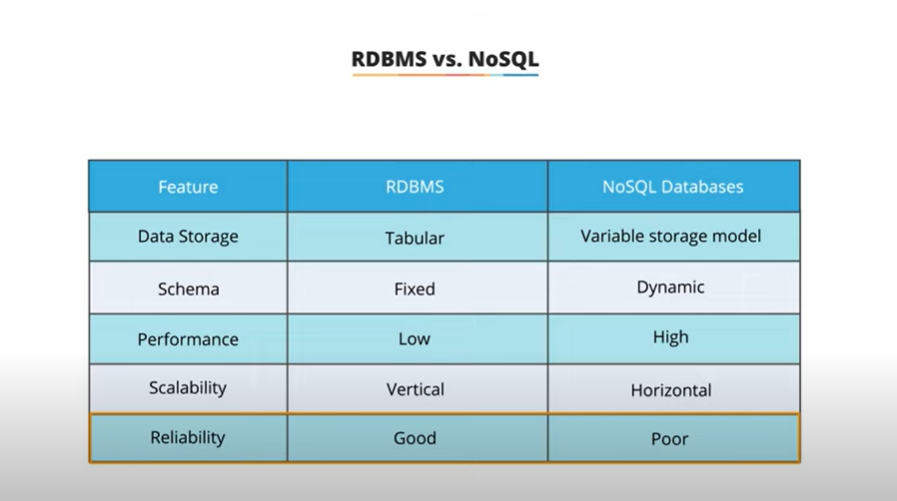 RDBMS vs. NoSQL
Feature RDBMS NoSQL Databases
Data Storage Tabular Variable storage model
Schema Fixed Dynamic
Performance Low High
Scalability Vertical Horizontal
Reliability Good Poor